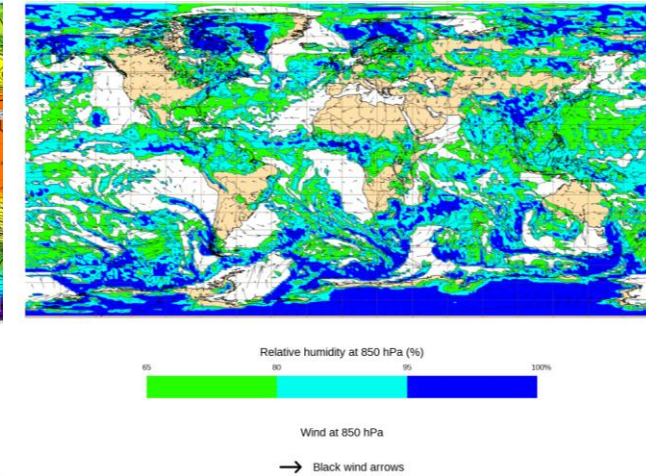 Relative humidity at 850 hPa (%)
65 80 95 100%
Wind at 850 hPa
Black wind arrows